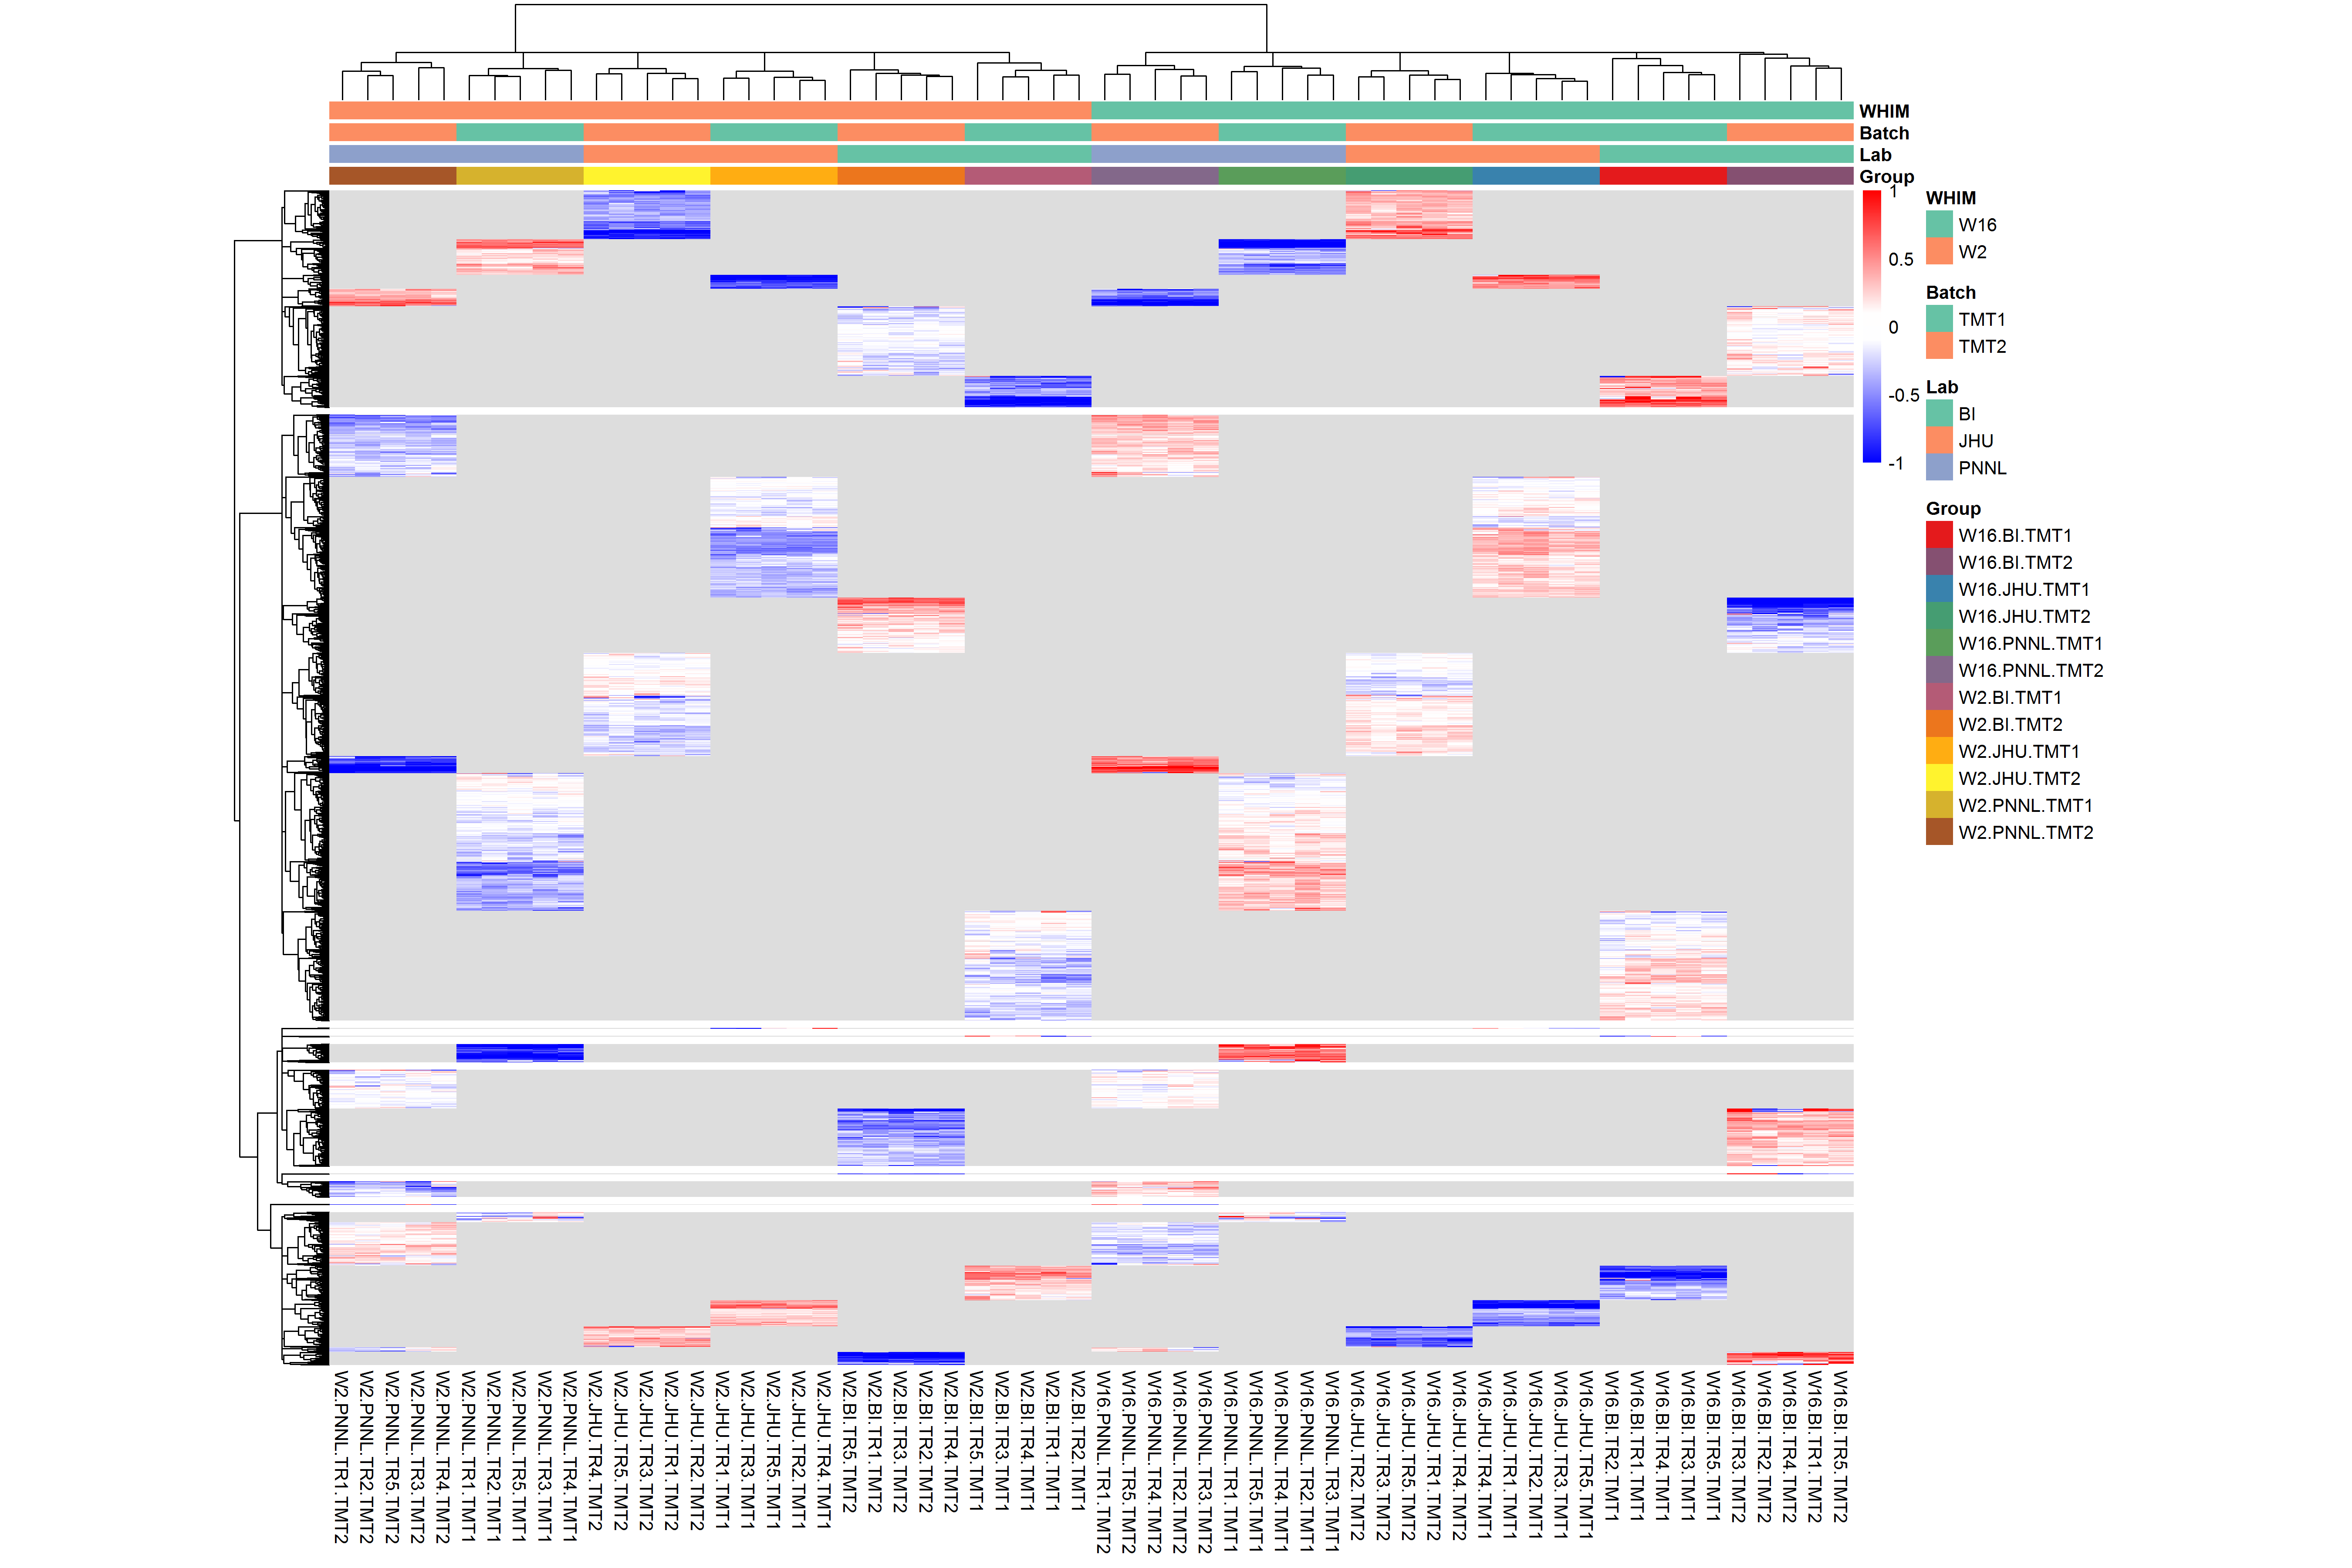 WHIM
Batch
Lab
Group
1
0.5
0
-0.5
-1
WHIM
W16
W2
Batch
TMT1
TMT2
Lab
BI
JHU
PNNL
Group
W16.BI.TMT1
W16.BI.TMT2
W16.JHU.TMT1
W16.JHU.TMT2
W16.PNNL.TMT1
W16.PNNL.TMT2
W2.BI.TMT1
W2.BI.TMT2
W2.JHU.TMT1
W2.JHU.TMT2
W2.PNNL.TMT1
W2.PNNL.TMT2
W2.PNNL.TR1.TMT2
W2.PNNL.TR2.TMT2
W2.PNNL.TR5.TMT2
W2.PNNL.TR3.TMT2
W2.PNNL.TR4.TMT2
W2.PNNL.TR1.TMT1
W2.PNNL.TR2.TMT1
W2.PNNL.TR5.TMT1
W2.PNNL.TR3.TMT1
W2.PNNL.TR4.TMT1
W2.JHU.TR4.TMT2
W2.JHU.TR5.TMT2
W2.JHU.TR3.TMT2
W2.JHU.TR1.TMT2
W2.JHU.TR2.TMT2
W2.JHU.TR1.TMT1
W2.JHU.TR3.TMT1
W2.JHU.TR5.TMT1
W2.JHU.TR2.TMT1
W2.JHU.TR4.TMT1
W2.BI.TR5.TMT2
W2.BI.TR1.TMT2
W2.BI.TR3.TMT2
W2.BI.TR2.TMT2
W2.BI.TR4.TMT2
W2.BI.TR5.TMT1
W2.BI.TR3.TMT1
W2.BI.TR4.TMT1
W2.BI.TR1.TMT1
W2.BI.TR2.TMT1
W16.PNNL.TR1.TMT2
W16.PNNL.TR5.TMT2
W16.PNNL.TR4.TMT2
W16.PNNL.TR2.TMT2
W16.PNNL.TR3.TMT2
W16.PNNL.TR1.TMT1
W16.PNNL.TR5.TMT1
W16.PNNL.TR4.TMT1
W16.PNNL.TR2.TMT1
W16.PNNL.TR3.TMT1
W16.JHU.TR2.TMT2
W16.JHU.TR3.TMT2
W16.JHU.TR5.TMT2
W16.JHU.TR1.TMT2
W16.JHU.TR4.TMT2
W16.JHU.TR4.TMT1
W16.JHU.TR1.TMT1
W16.JHU.TR2.TMT1
W16.JHU.TR3.TMT1
W16.JHU.TR5.TMT1
W16.BI.TR2.TMT1
W16.BI.TR1.TMT1
W16.BI.TR4.TMT1
W16.BI.TR3.TMT1
W16.BI.TR5.TMT1
W16.BI.TR3.TMT2
W16.BI.TR2.TMT2
W16.BI.TR4.TMT2
W16.BI.TR1.TMT2
W16.BI.TR5.TMT2